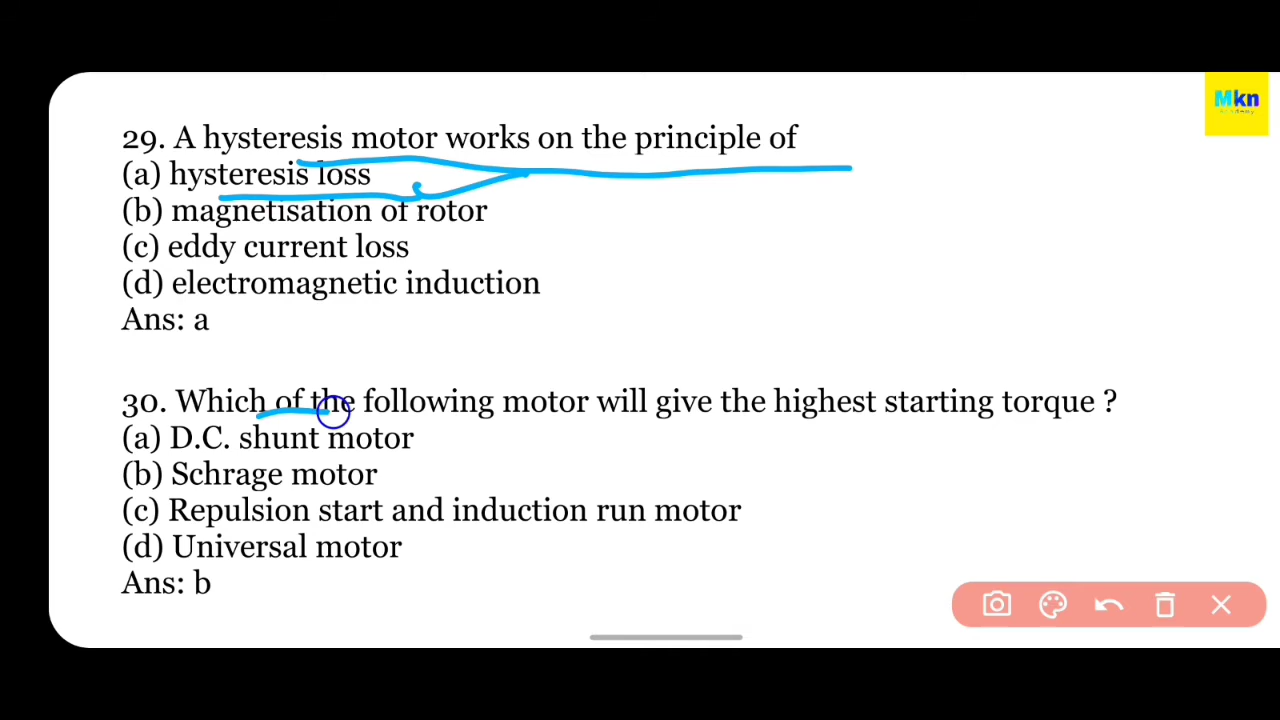 Mkn
Academy
29. A hysteresis motor works on the principle of
(a) hysteresis loss
(b) magnetisation of rotor
(c) eddy current loss
(d) electromagnetic induction
Ans: a
30. Which of the following motor will give the highest starting torque ?
(a) D.C. shunt motor
(b) Schrage motor
(c) Repulsion start and induction run motor
(d) Universal motor
Ans: b